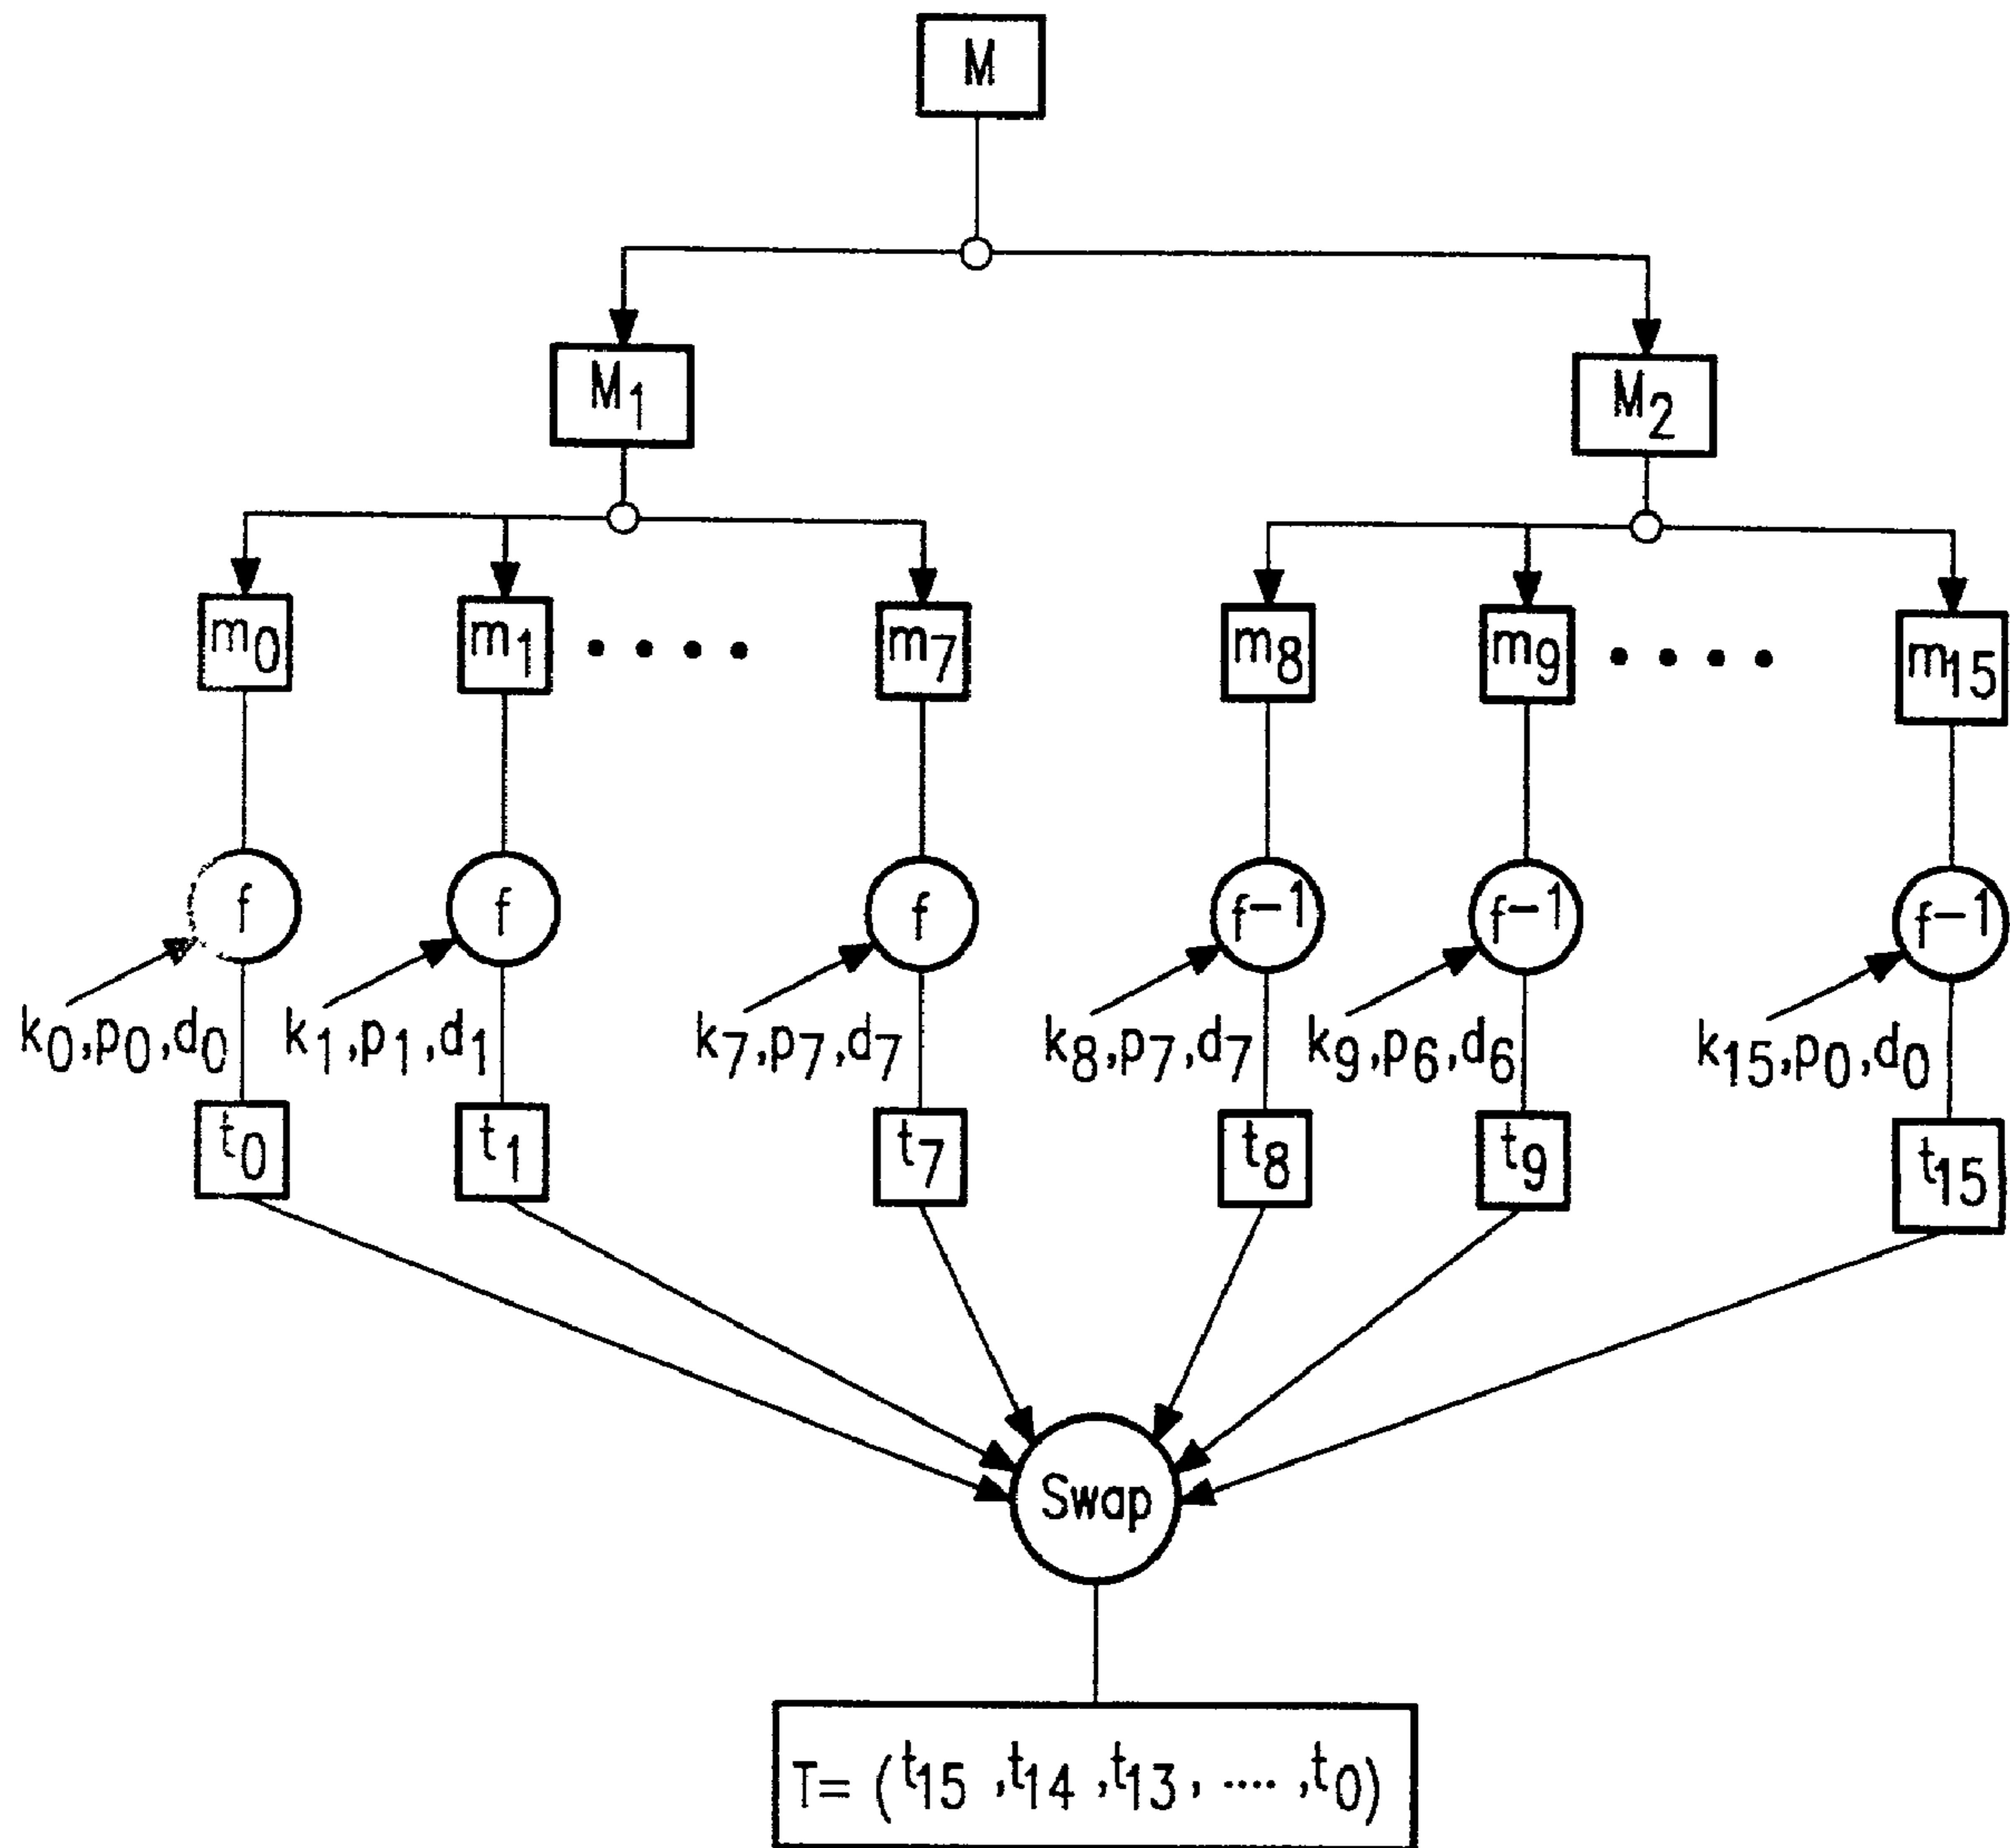 M
M1 M2
m0 m1 • • • • m7 m8 m9 • • • • m15
f f f f-1 f-1 f-1
k0,p0,d0 k1,p1,d1 k7,p7,d7 k8,p7,d7 k9,p6,d6 k15,p0,d0
t0 t1 t7 t8 t9 t15
Swap
T= (t15 ,t14 ,t13 , .... ,t0)